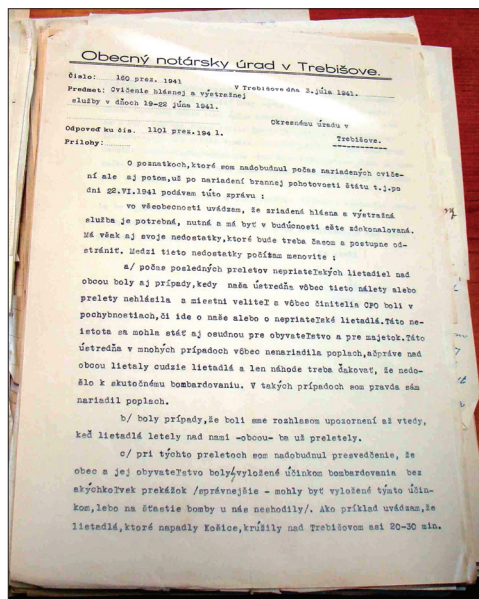 Obecný notársky úrad v Trebišove.
Číslo: 160 prez. 1941
V Trebišove dňa 3. júla 1941.
Predmet: Cvičenie hlásnej a výstražnej
služby v dňoch 19-22 júna 1941.
Okresnému úradu v
Odpoveď ku čís. 1101 prez.194 1.
Trebišove.
Prílohy:
O poznatkoch, ktoré som nadobudnul počas nariadených cviče-
ní ale aj potom, už po nariadení brannej pohotovosti štátu t.j. po
dni 22.VI.1941 podávam túto zprávu :
vo všeobecnosti uvádzam, že zriadená hlásna a výstražná
služba je potrebná, nutná a má byť v budúcnosti ešte zdokonalovaná.
Má však aj svoje nedostatky, ktoré bude treba časom a postupne od-
strániť. Medzi tieto nedostatky počítam menovite :
a/ počas posledných preletov nepriateľských lietadiel nad
obcou boly aj prípady, kedy naša ústredňa vôbec tieto nálety alebo
prelety nehlásila a miestni veliteľ a vôbec činitelia CPO boli v
pochybnostiach, či ide o naše alebo o nepriateľské lietadlá. Táto ne-
istota sa mohla stáť aj osudnou pre obyvateľstvo a pre majetok. Táto
ústredňa v mnohých prípadoch vôbec nenariadila poplach, ačpráve nad
obcou lietaly cudzie lietadlá a len náhode treba ďakovať, že nedo-
šlo k skutočnému bombardovaniu. V takých prípadoch som pravda sám
nariadil poplach.
b/ boly prípady, že boli sme rozhlasom upozornení až vtedy,
keď lietadlá letely nad nami -obcou- ba už preletely.
c/ pri týchto preletoch som nadobudnul presvedčenie, že
obec a jej obyvateľstvo boly vyložené účinkom bombardovania bez
akýchkoľvek prekážok /správnejšie - mohly byť vyložené týmto účin-
kom, lebo na šťastie bomby u nás neshodily/. Ako príklad uvádzam, že
lietadlá, ktoré napadly Košice, krúžily nad Trebišovom asi 20-30 min.